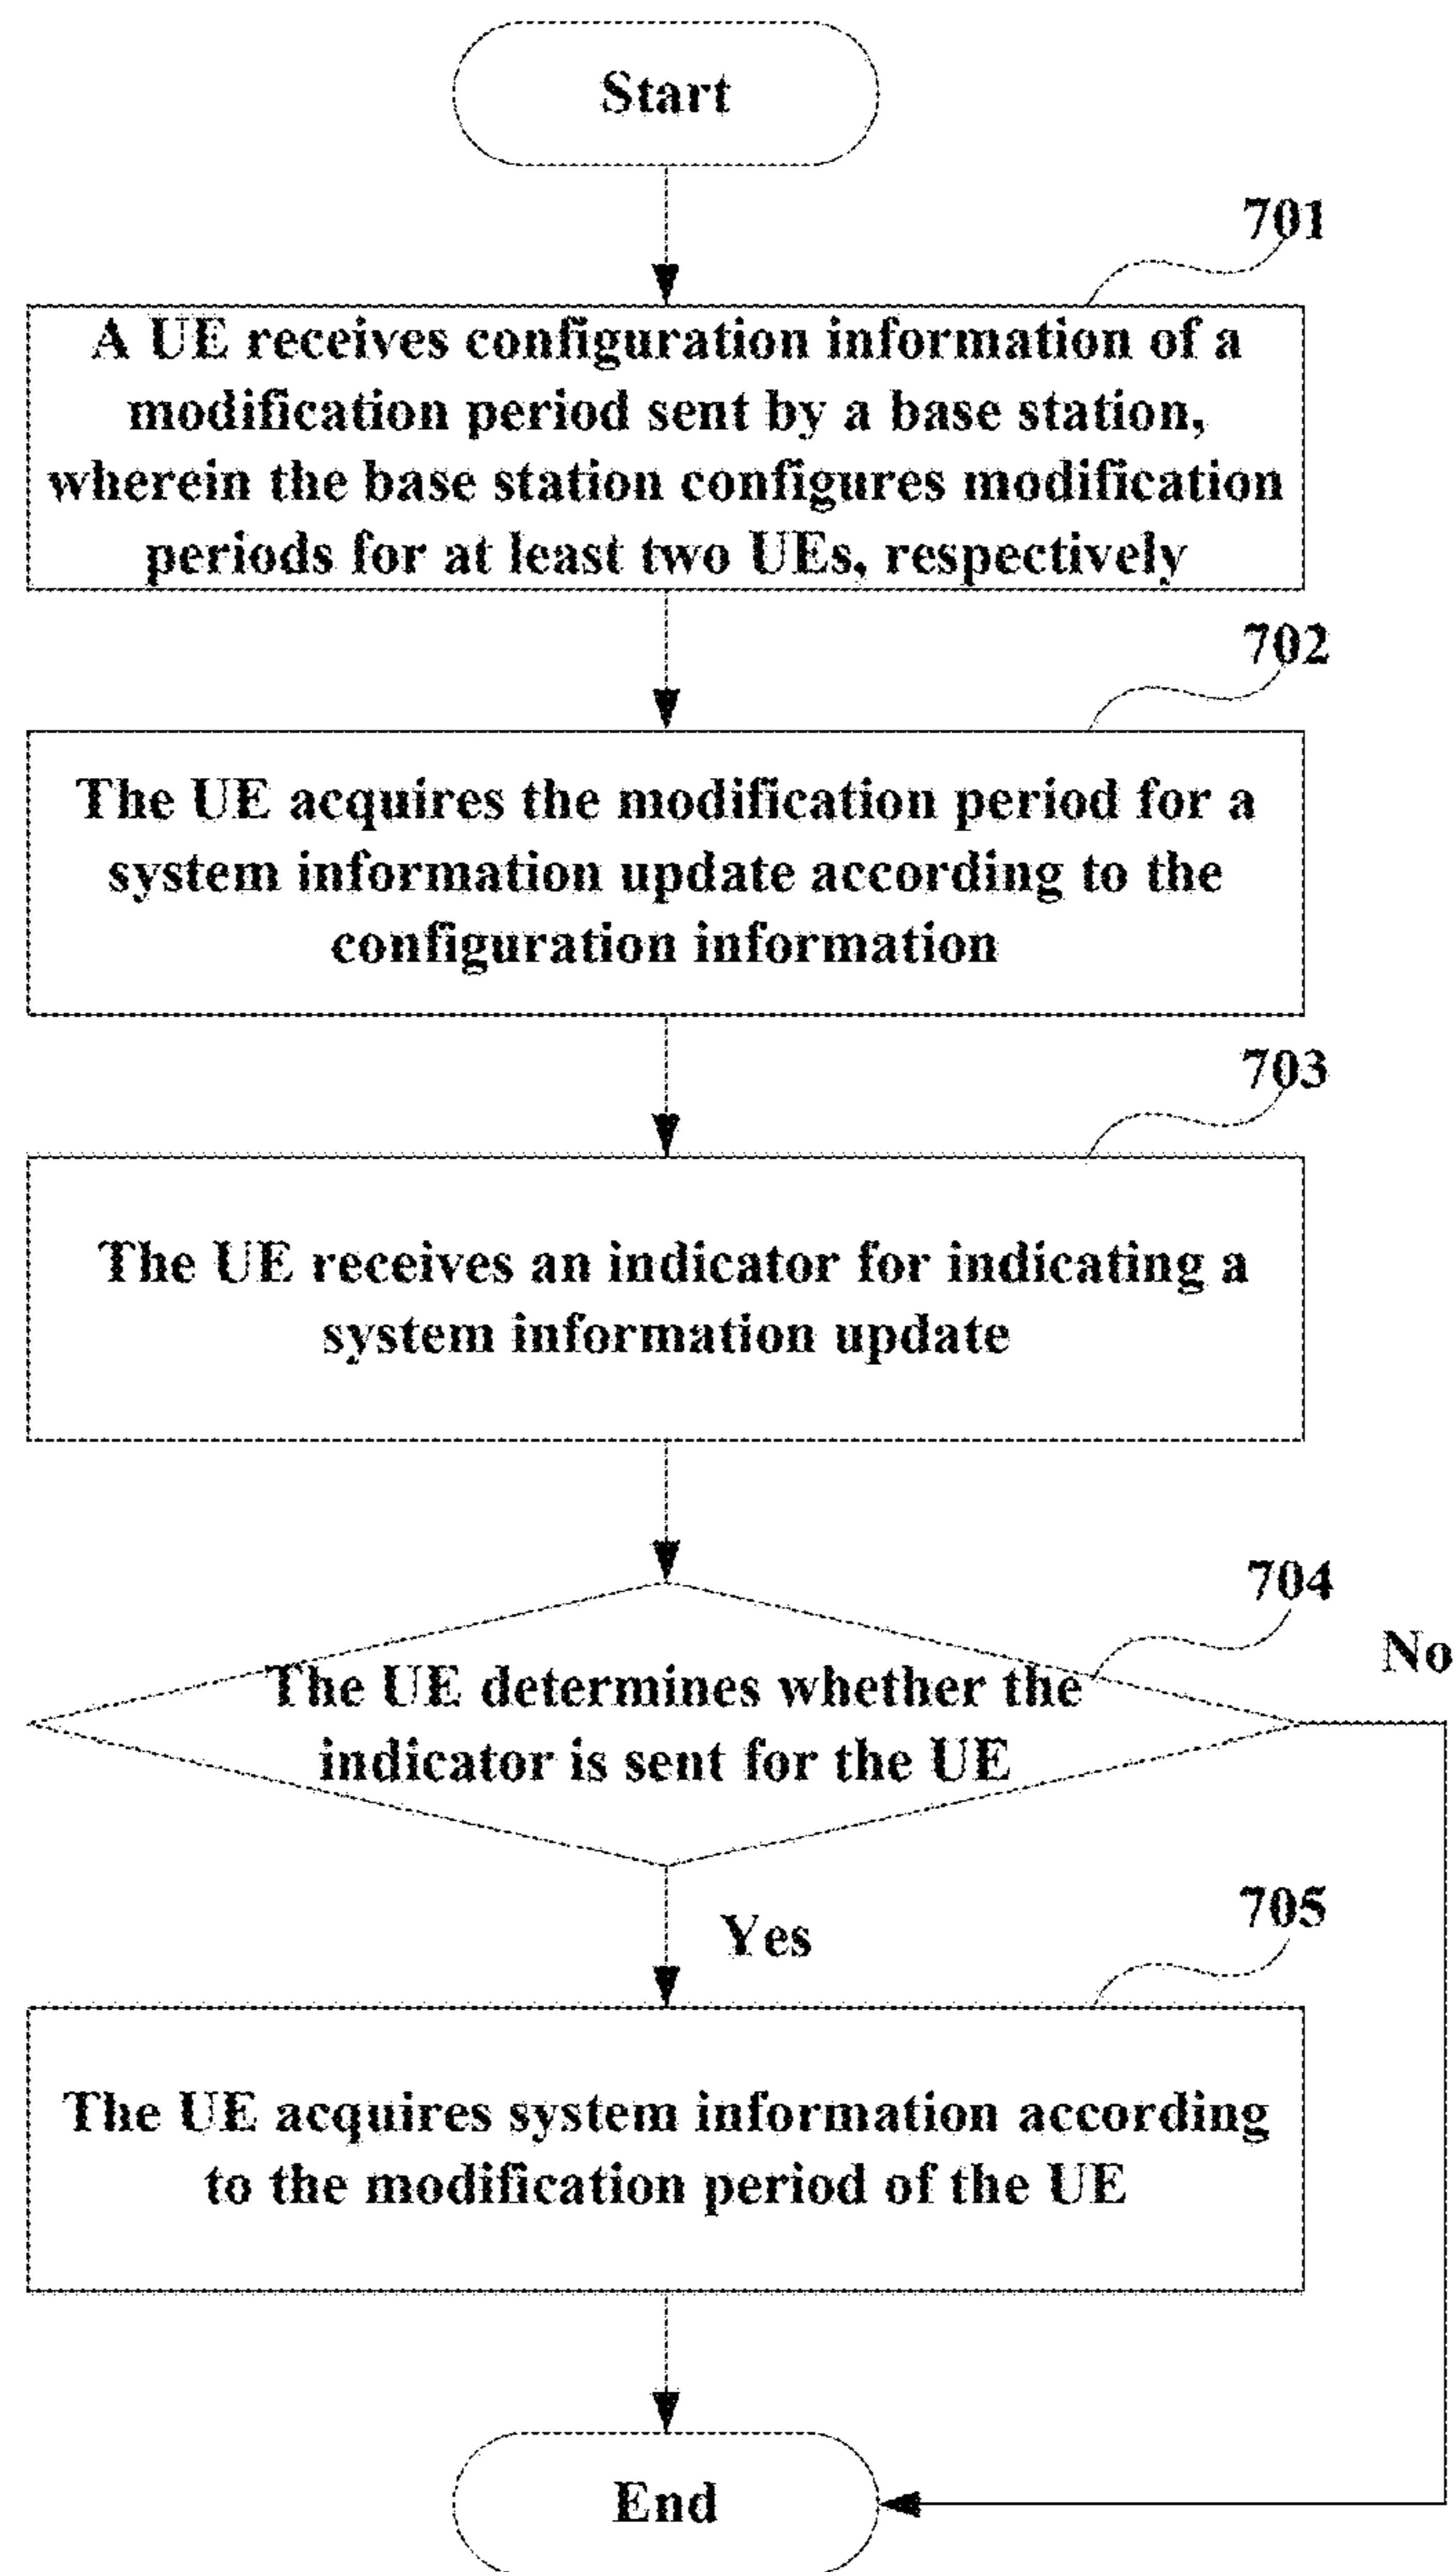 Start
701
A UE receives configuration information of a
modification period sent by a base station,
wherein the base station configures modification
periods for at least two UEs, respectively
702
The UE acquires the modification period for a
system information update according to the
configuration information
703
The UE receives an indicator for indicating a
system information update
704
No
The UE determines whether the
indicator is sent for the UE
Yes
705
The UE acquires system information according
to the modification period of the UE
End